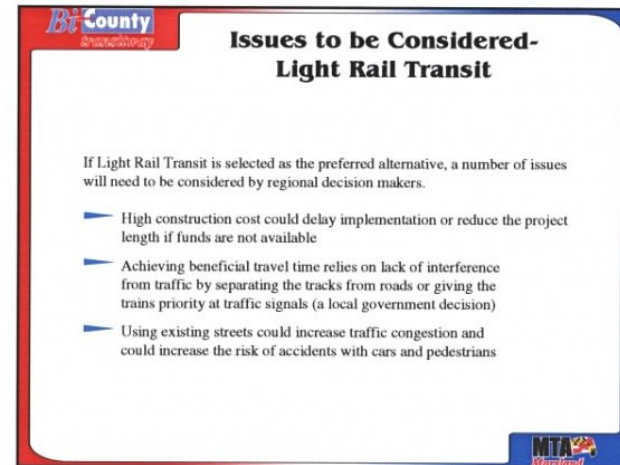 Bi-County
transitway
Issues to be Considered-
Light Rail Transit
If Light Rail Transit is selected as the preferred alternative, a number of issues
will need to be considered by regional decision makers.
High construction cost could delay implementation or reduce the project
length if funds are not available
Achieving beneficial travel time relies on lack of interference
from traffic by separating the tracks from roads or giving the
trains priority at traffic signals (a local government decision)
Using existing streets could increase traffic congestion and
could increase the risk of accidents with cars and pedestrians
MTA
Maryland